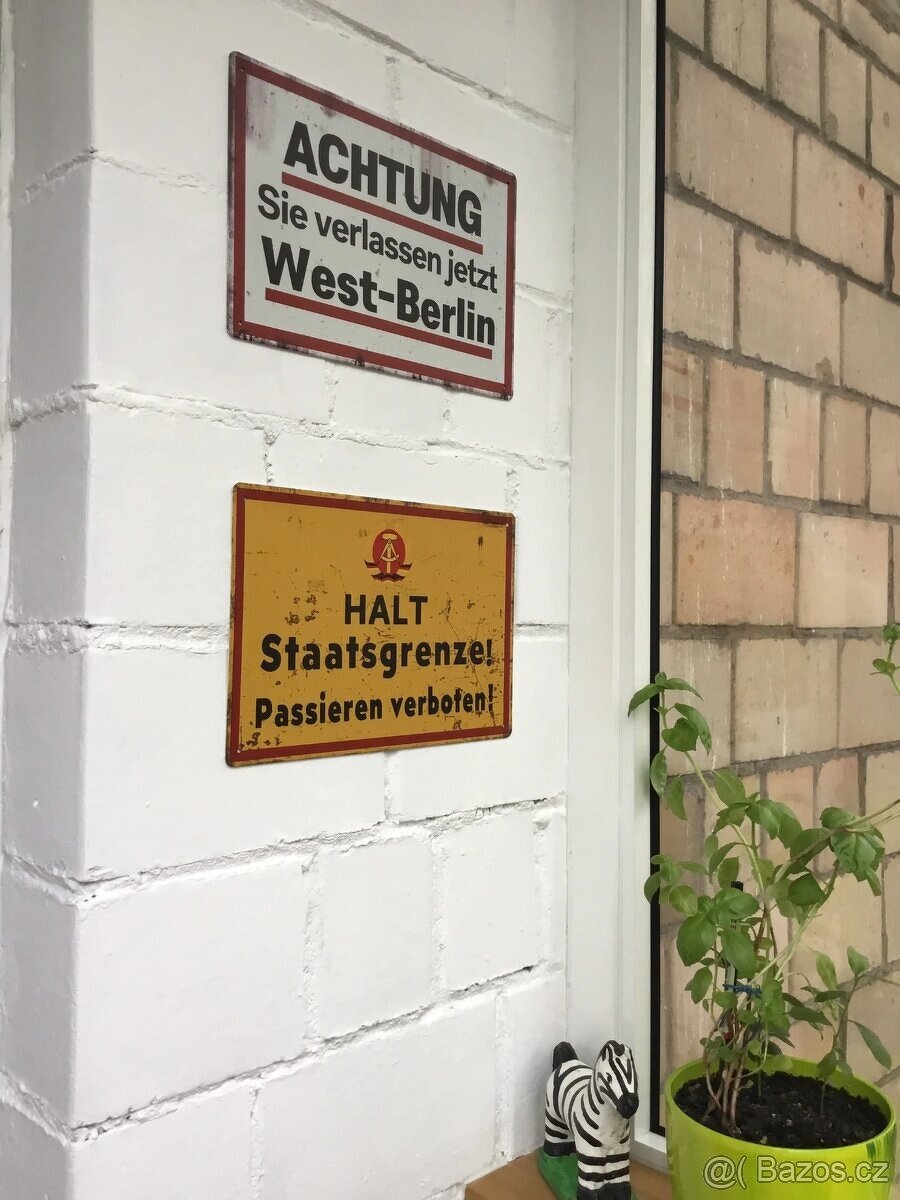 ACHTUNG
Sie verlassen jetzt
West-Berlin
HALT
Staatsgrenze!
Passieren verboten!
@( Bazos.cz